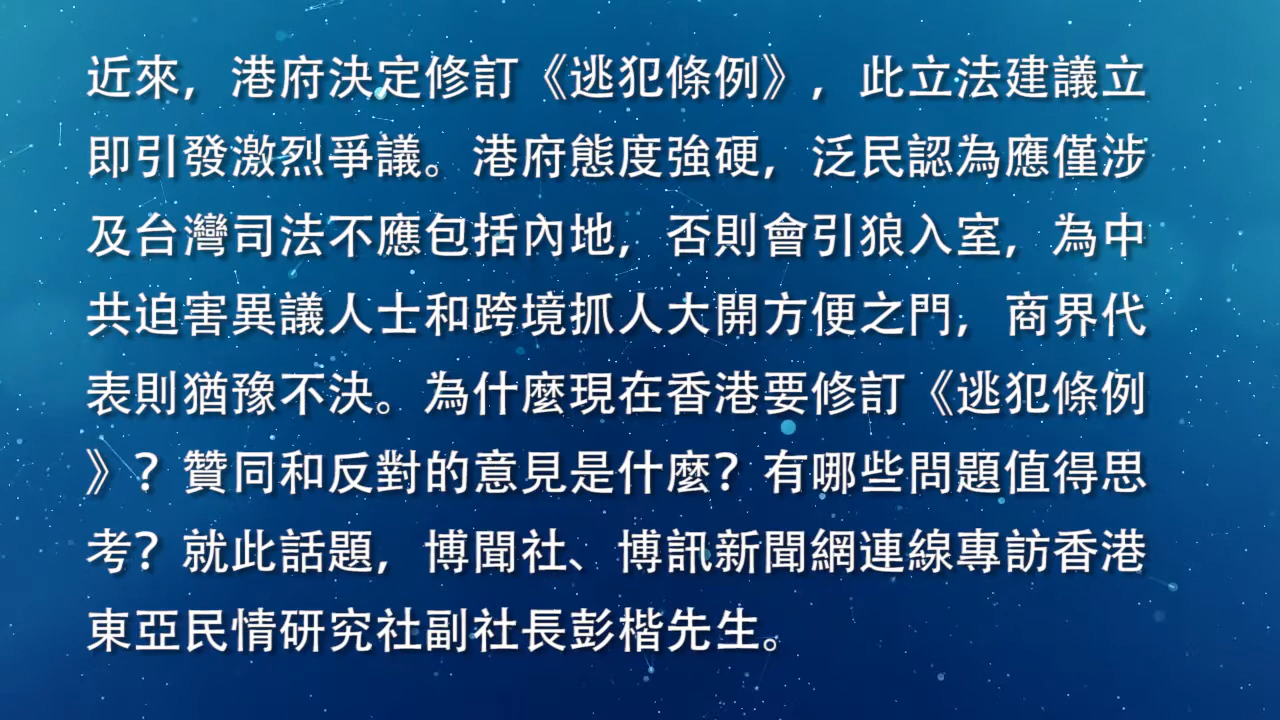 近來，港府決定修訂《逃犯條例》，此立法建議立
即引發激烈爭議。港府態度強硬，泛民認為應僅涉
及台灣司法不應包括內地，否則會引狼入室，為中
共迫害異議人士和跨境抓人大開方便之門，商界代
表則猶豫不決。為什麼現在香港要修訂《逃犯條例
》？贊同和反對的意見是什麼？有哪些問題值得思
考？就此話題，博聞社、博訊新聞網連線專訪香港
東亞民情研究社副社長彭楷先生。